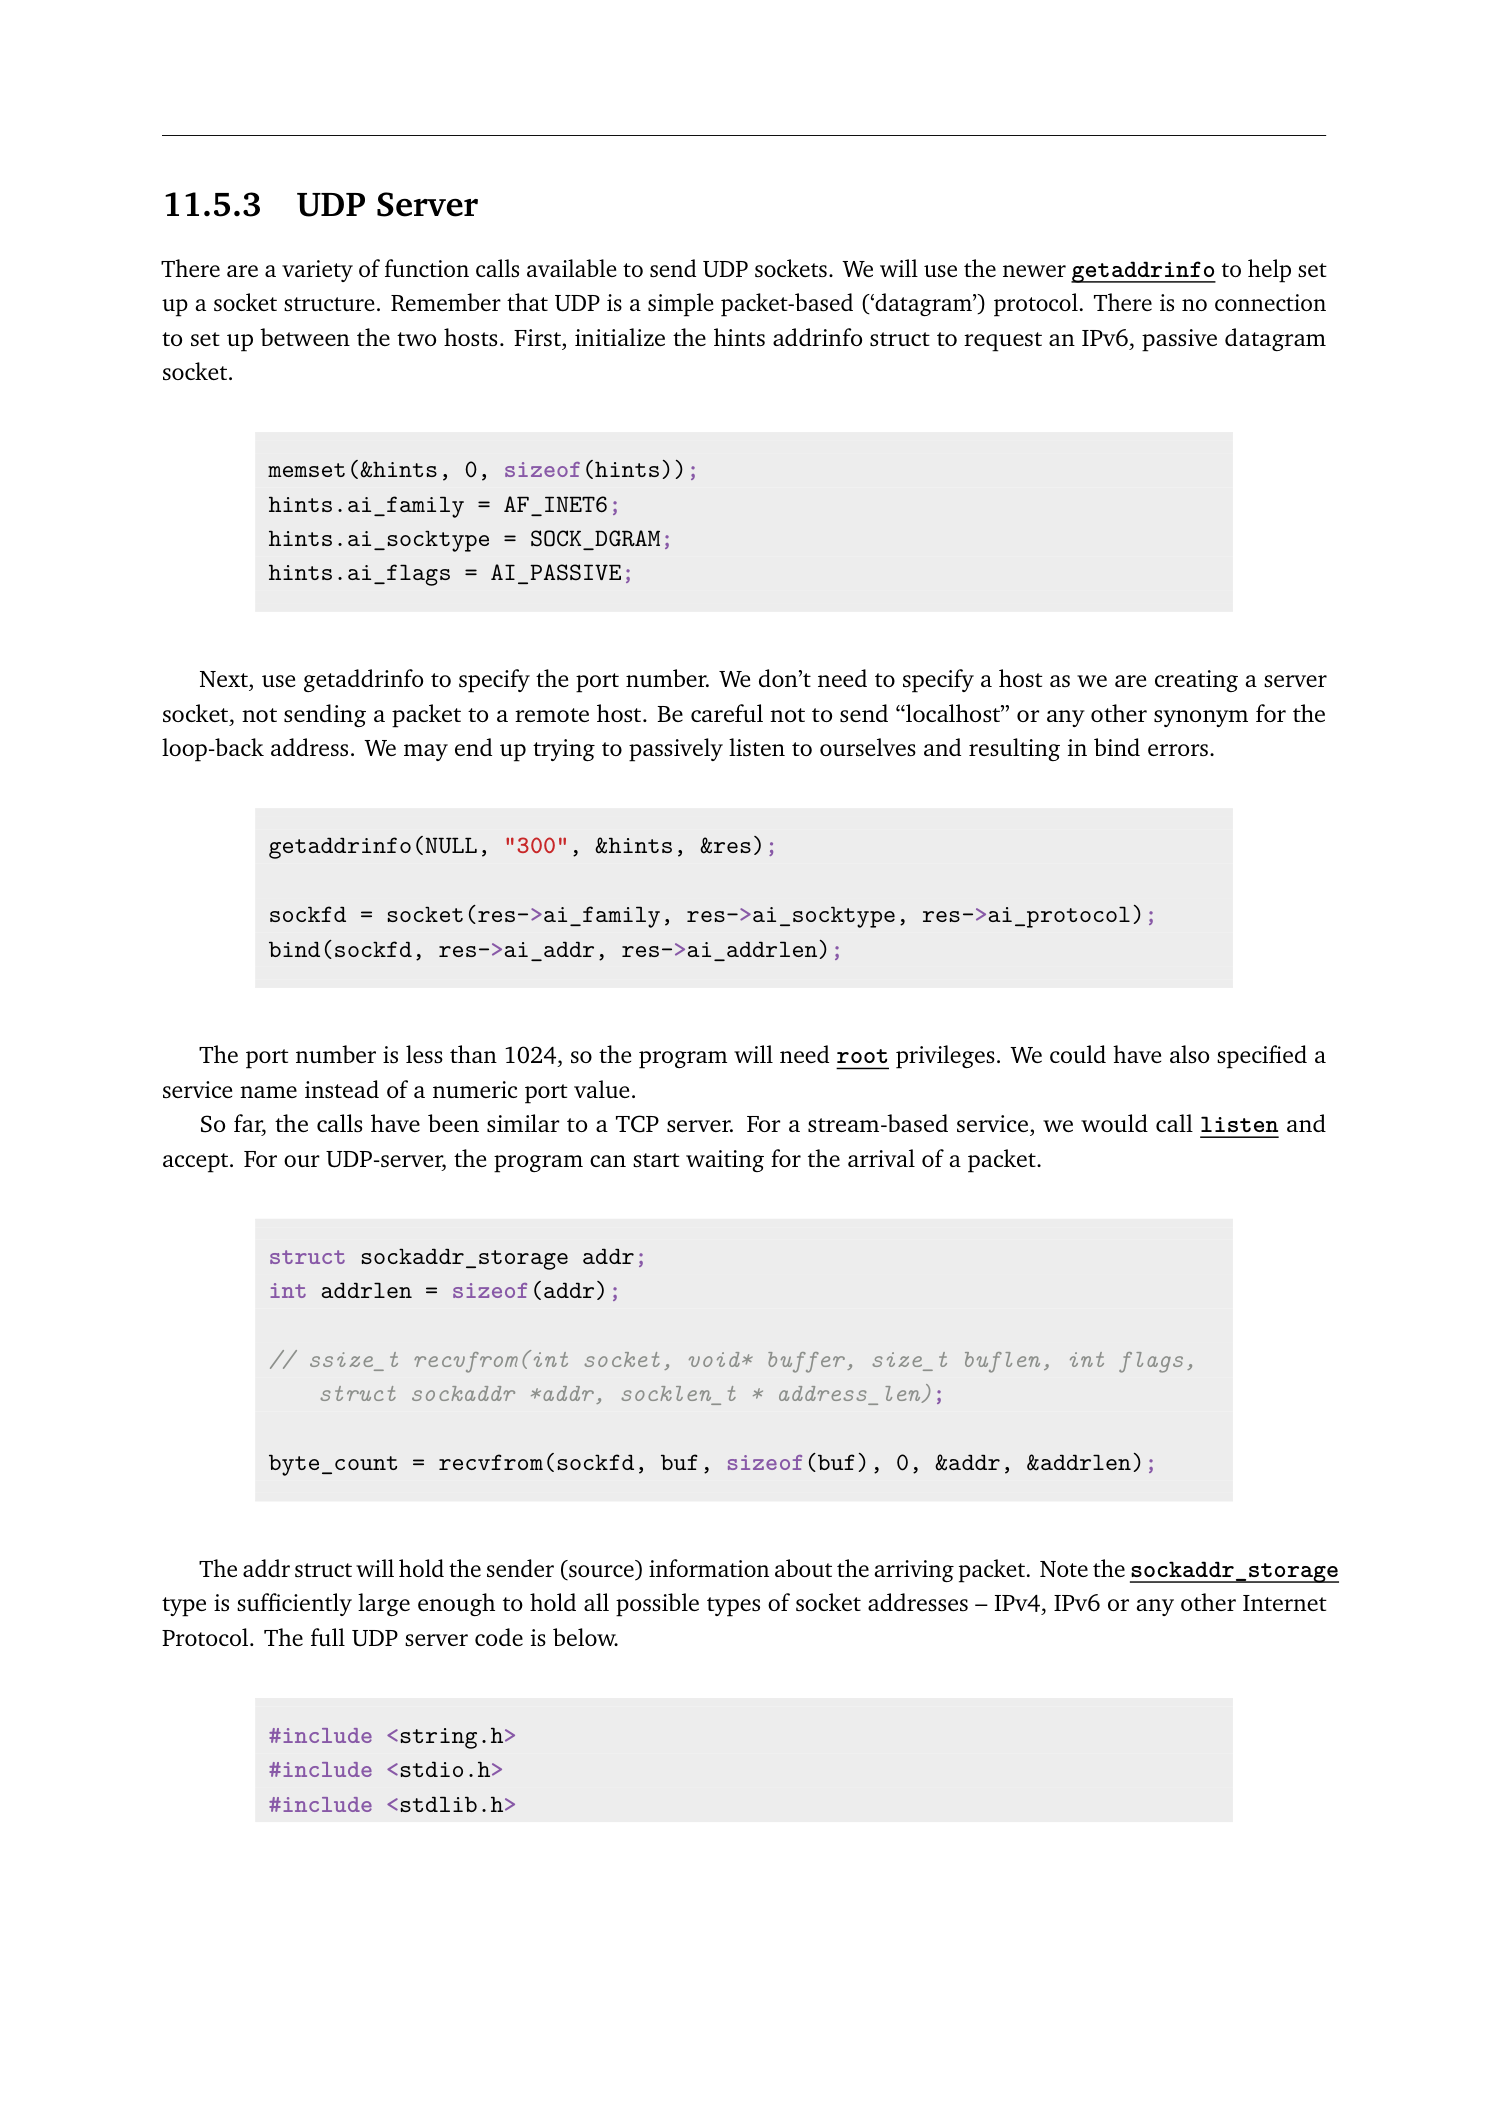 11.5.3 UDP Server
There are a variety of function calls available to send UDP sockets. We will use the newer getaddrinfo to help set
up a socket structure. Remember that UDP is a simple packet-based (‘datagram’) protocol. There is no connection
to set up between the two hosts. First, initialize the hints addrinfo struct to request an IPv6, passive datagram
socket.
memset(&hints, 0, sizeof(hints));
hints.ai_family = AF_INET6;
hints.ai_socktype = SOCK_DGRAM;
hints.ai_flags = AI_PASSIVE;
Next, use getaddrinfo to specify the port number. We don’t need to specify a host as we are creating a server
socket, not sending a packet to a remote host. Be careful not to send “localhost” or any other synonym for the
loop-back address. We may end up trying to passively listen to ourselves and resulting in bind errors.
getaddrinfo(NULL, "300", &hints, &res);
sockfd = socket(res->ai_family, res->ai_socktype, res->ai_protocol);
bind(sockfd, res->ai_addr, res->ai_addrlen);
The port number is less than 1024, so the program will need root privileges. We could have also specified a
service name instead of a numeric port value.
So far, the calls have been similar to a TCP server. For a stream-based service, we would call listen and
accept. For our UDP-server, the program can start waiting for the arrival of a packet.
struct sockaddr_storage addr;
int addrlen = sizeof(addr);
// ssize_t recvfrom(int socket, void* buffer, size_t buflen, int flags,
struct sockaddr *addr, socklen_t * address_len);
byte_count = recvfrom(sockfd, buf, sizeof(buf), 0, &addr, &addrlen);
The addr struct will hold the sender (source) information about the arriving packet. Note the sockaddr_storage
type is sufficiently large enough to hold all possible types of socket addresses – IPv4, IPv6 or any other Internet
Protocol. The full UDP server code is below.
#include <string.h>
#include <stdio.h>
#include <stdlib.h>